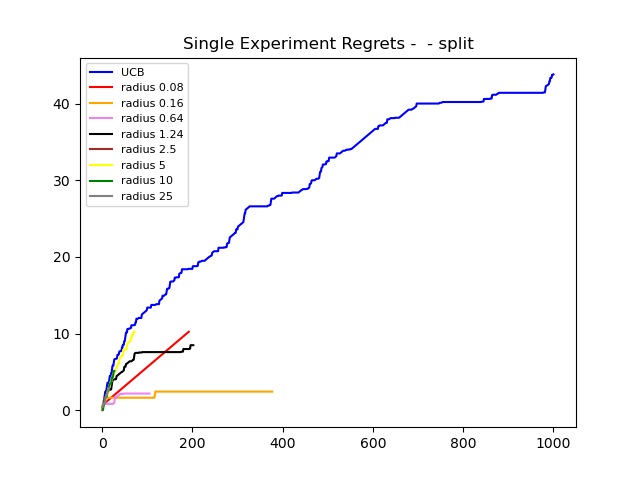 Single Experiment Regrets -  - split
UCB
radius 0.08
radius 0.16
radius 0.64
radius 1.24
radius 2.5
radius 5
radius 10
radius 25
40
30
20
10
0
0 200 400 600 800 1000